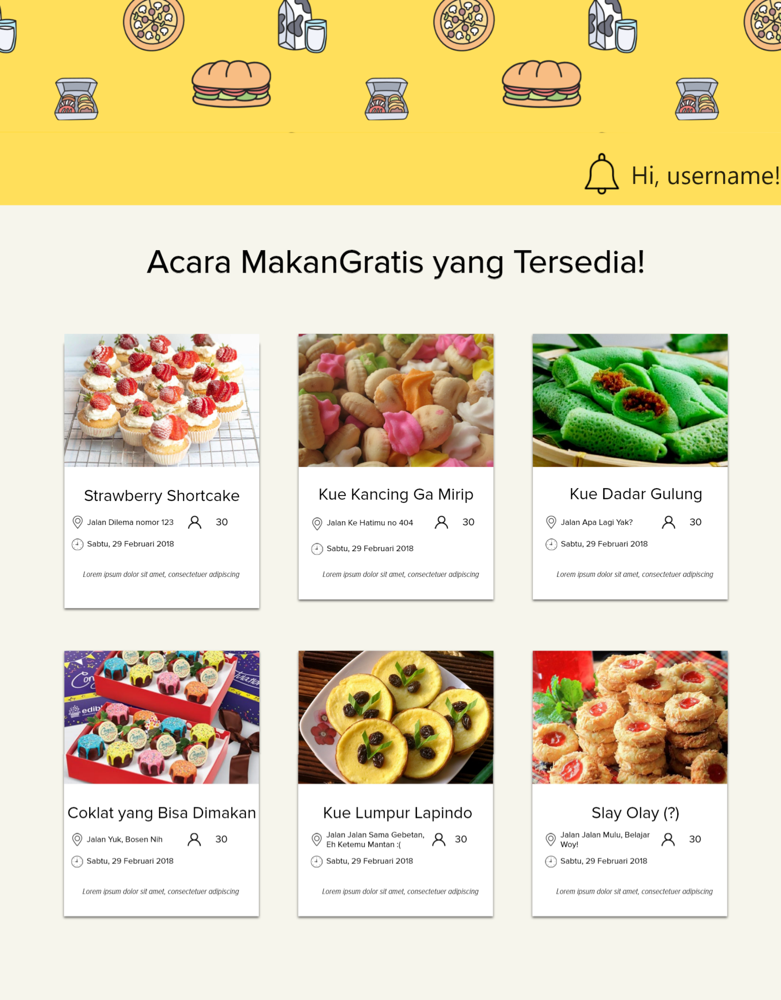 Hi, username!
Acara MakanGratis yang Tersedia!
Strawberry Shortcake
Jalan Dilema nomor 123 30
Sabtu, 29 Februari 2018
Lorem ipsum dolor sit amet, consectetuer adipiscing
Kue Kancing Ga Mirip
Jalan Ke Hatimu no 404 30
Sabtu, 29 Februari 2018
Lorem ipsum dolor sit amet, consectetuer adipiscing
Kue Dadar Gulung
Jalan Apa Lagi Yak? 30
Sabtu, 29 Februari 2018
Lorem ipsum dolor sit amet, consectetuer adipiscing
Coklat yang Bisa Dimakan
Jalan Yuk, Bosen Nih 30
Sabtu, 29 Februari 2018
Lorem ipsum dolor sit amet, consectetuer adipiscing
Kue Lumpur Lapindo
Jalan Jalan Sama Gebetan,
Eh Ketemu Mantan :( 30
Sabtu, 29 Februari 2018
Lorem ipsum dolor sit amet, consectetuer adipiscing
Slay Olay (?)
Jalan Jalan Mulu, Belajar
Woy! 30
Sabtu, 29 Februari 2018
Lorem ipsum dolor sit amet, consectetuer adipiscing